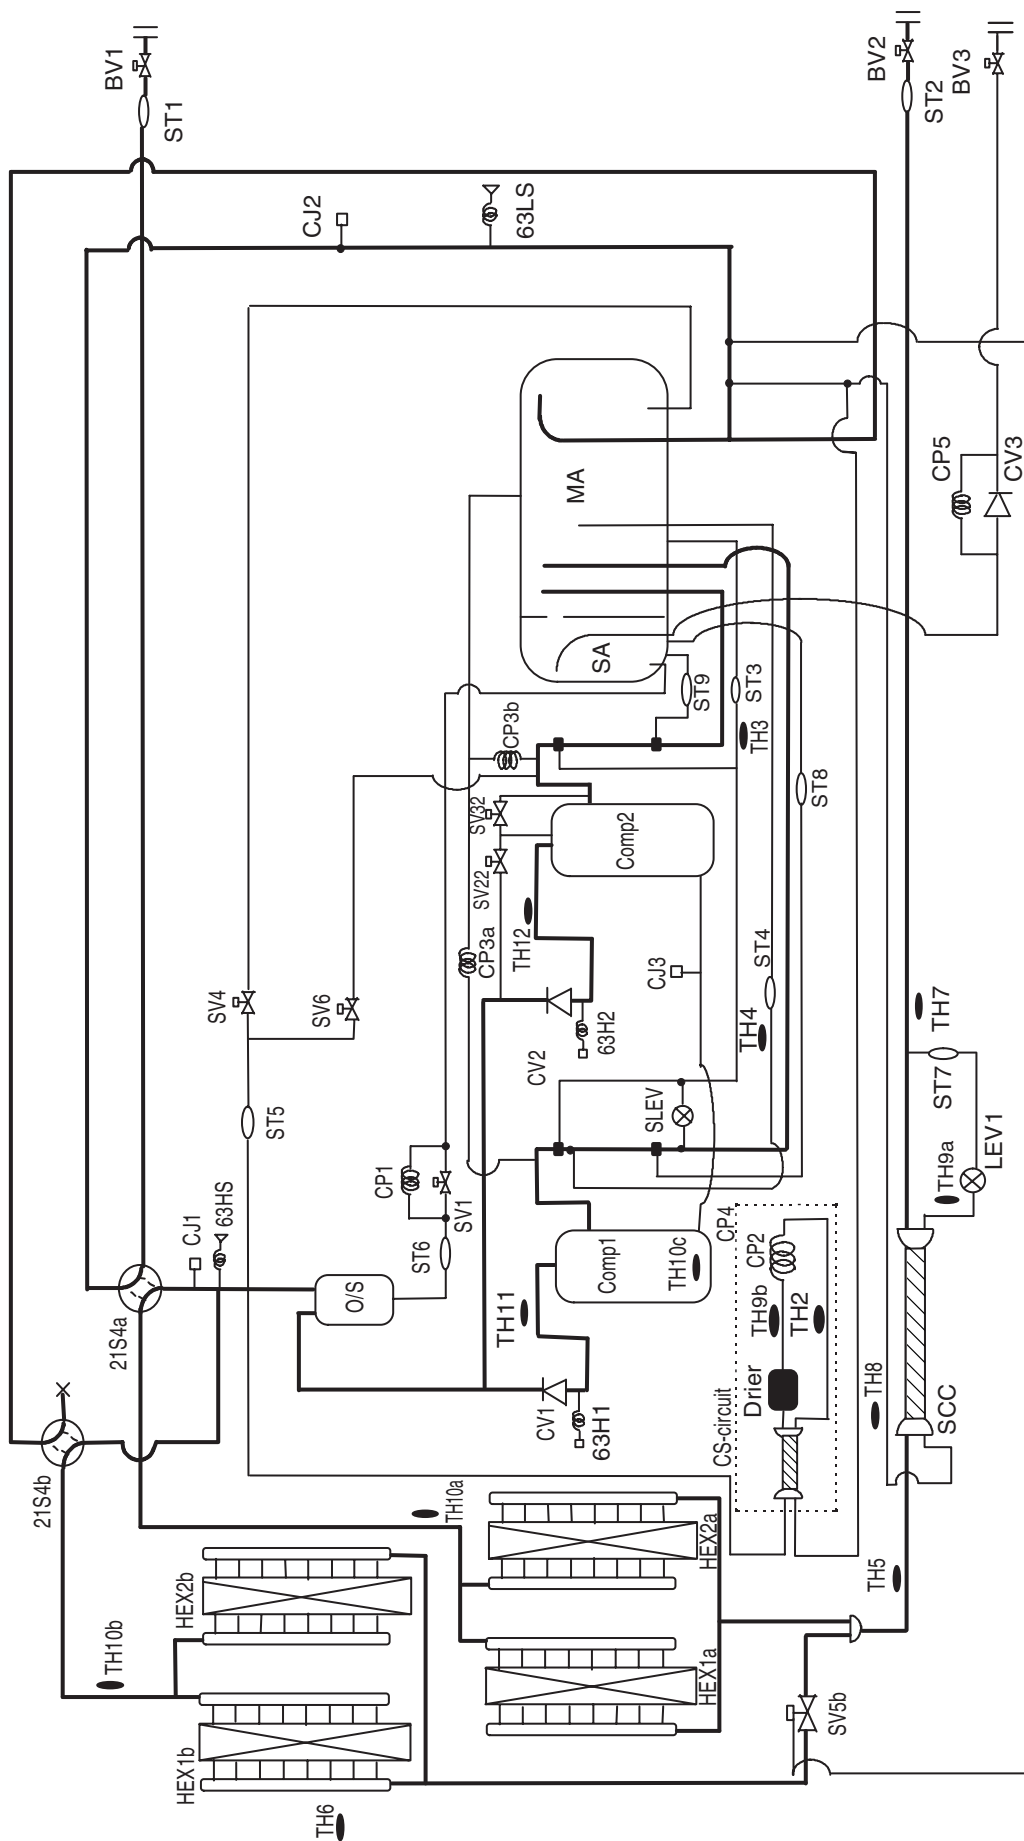 BV1
ST1
BV2
ST2
BV3
CJ2
63LS
CP5
CV3
MA
SA
ST9
ST3
TH3
ST8
CP3b
SV32
SV22
Comp2
TH12
CP3a
CJ3
ST4
TH4
TH7
ST7
LEV1
TH9a
SV4
SV6
ST5
CV2
63H2
SLEV
CP1
SV1
ST6
CJ1
63HS
O/S
21S4a
Comp1
TH10c
TH11
CV1
63H1
CP4
CP2
TH9b
TH2
Drier
CS-circuit
TH8
SCC
21S4b
TH10a
HEX2a
HEX1a
HEX2b
HEX1b
TH10b
TH6
TH5
SV5b